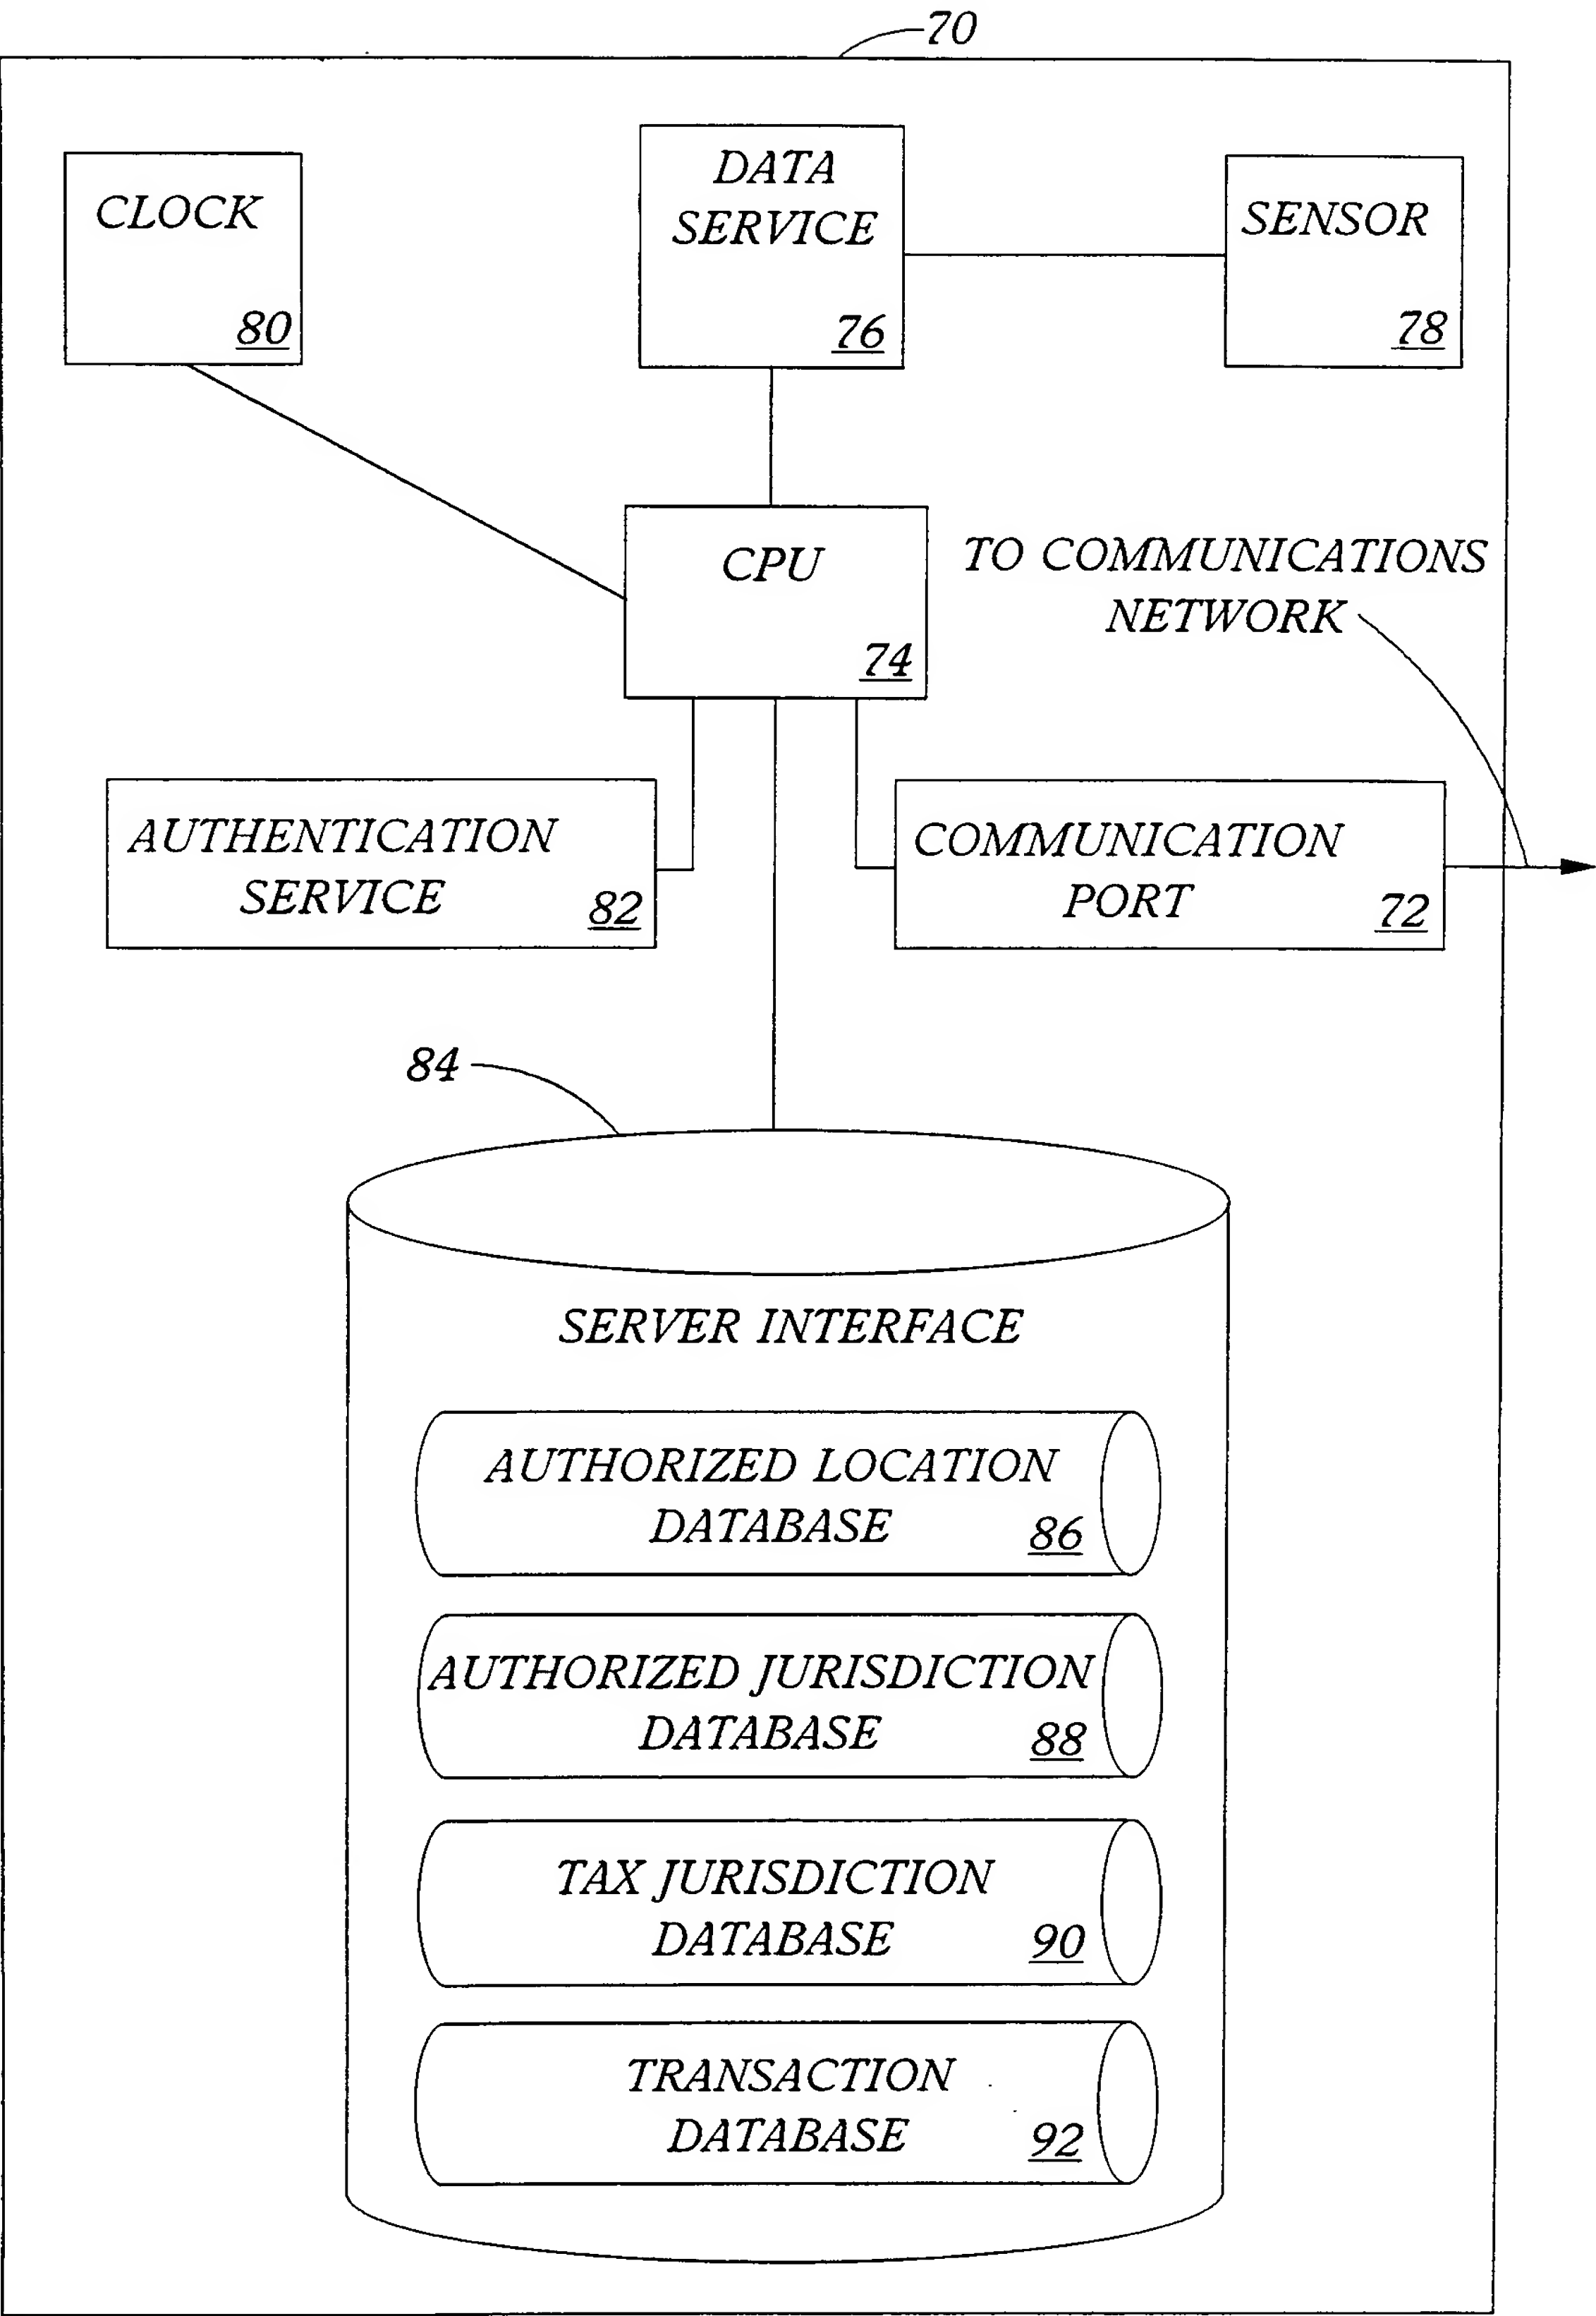 70
CLOCK
80
DATA
SERVICE
76
SENSOR
78
CPU
74
TO COMMUNICATIONS
NETWORK
AUTHENTICATION
SERVICE
82
COMMUNICATION
PORT
72
84
SERVER INTERFACE
AUTHORIZED LOCATION
DATABASE
86
AUTHORIZED JURISDICTION
DATABASE
88
TAX JURISDICTION
DATABASE
90
TRANSACTION
DATABASE
92